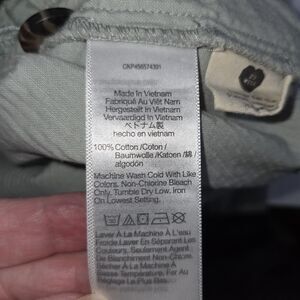 CKP456574301
Made In Vietnam
Fabriqué Au Viêt Nam
Hergestellt in Vietnam
Vervaardigd In Vietnam
ベトナム製
hecho en vietnam
100% Cotton /Coton /
Baumwolle /Katoen /綿 /
algodón
Machine Wash Cold With Like
Colors. Non-Chlorine Bleach
Only. Tumble Dry Low. Iron
On Lowest Setting.
Laver À La Machine À L'eau
Froide.Laver En Séparant Les
Couleurs. Seulement Agent
De Blanchiment Non-Chlore.
Sécher À La Machine À
Basse Température. Fer Au
Réglage Le Plus